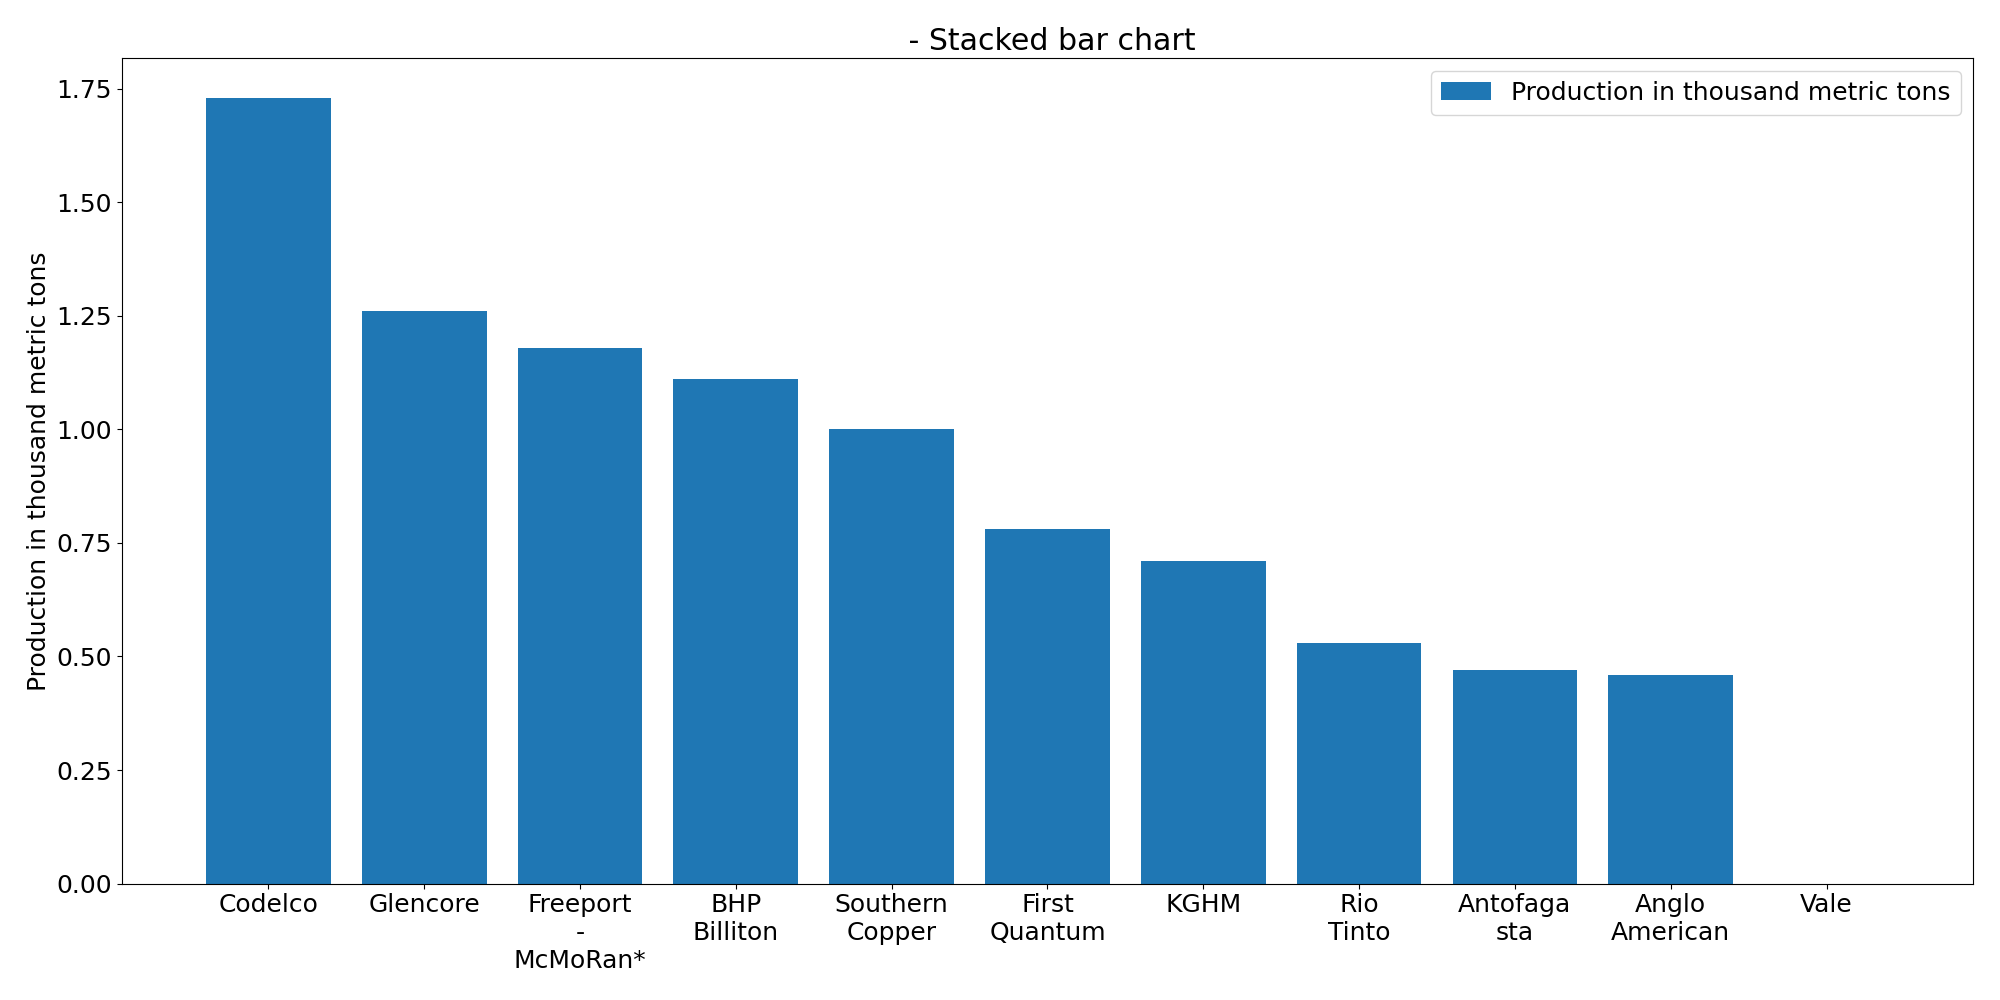 - Stacked bar chart
Production in thousand metric tons
Production in thousand metric tons
1.75
1.50
1.25
1.00
0.75
0.50
0.25
0.00
Codelco
Glencore
Freeport
-
McMoRan*
BHP
Billiton
Southern
Copper
First
Quantum
KGHM
Rio
Tinto
Antofaga
sta
Anglo
American
Vale